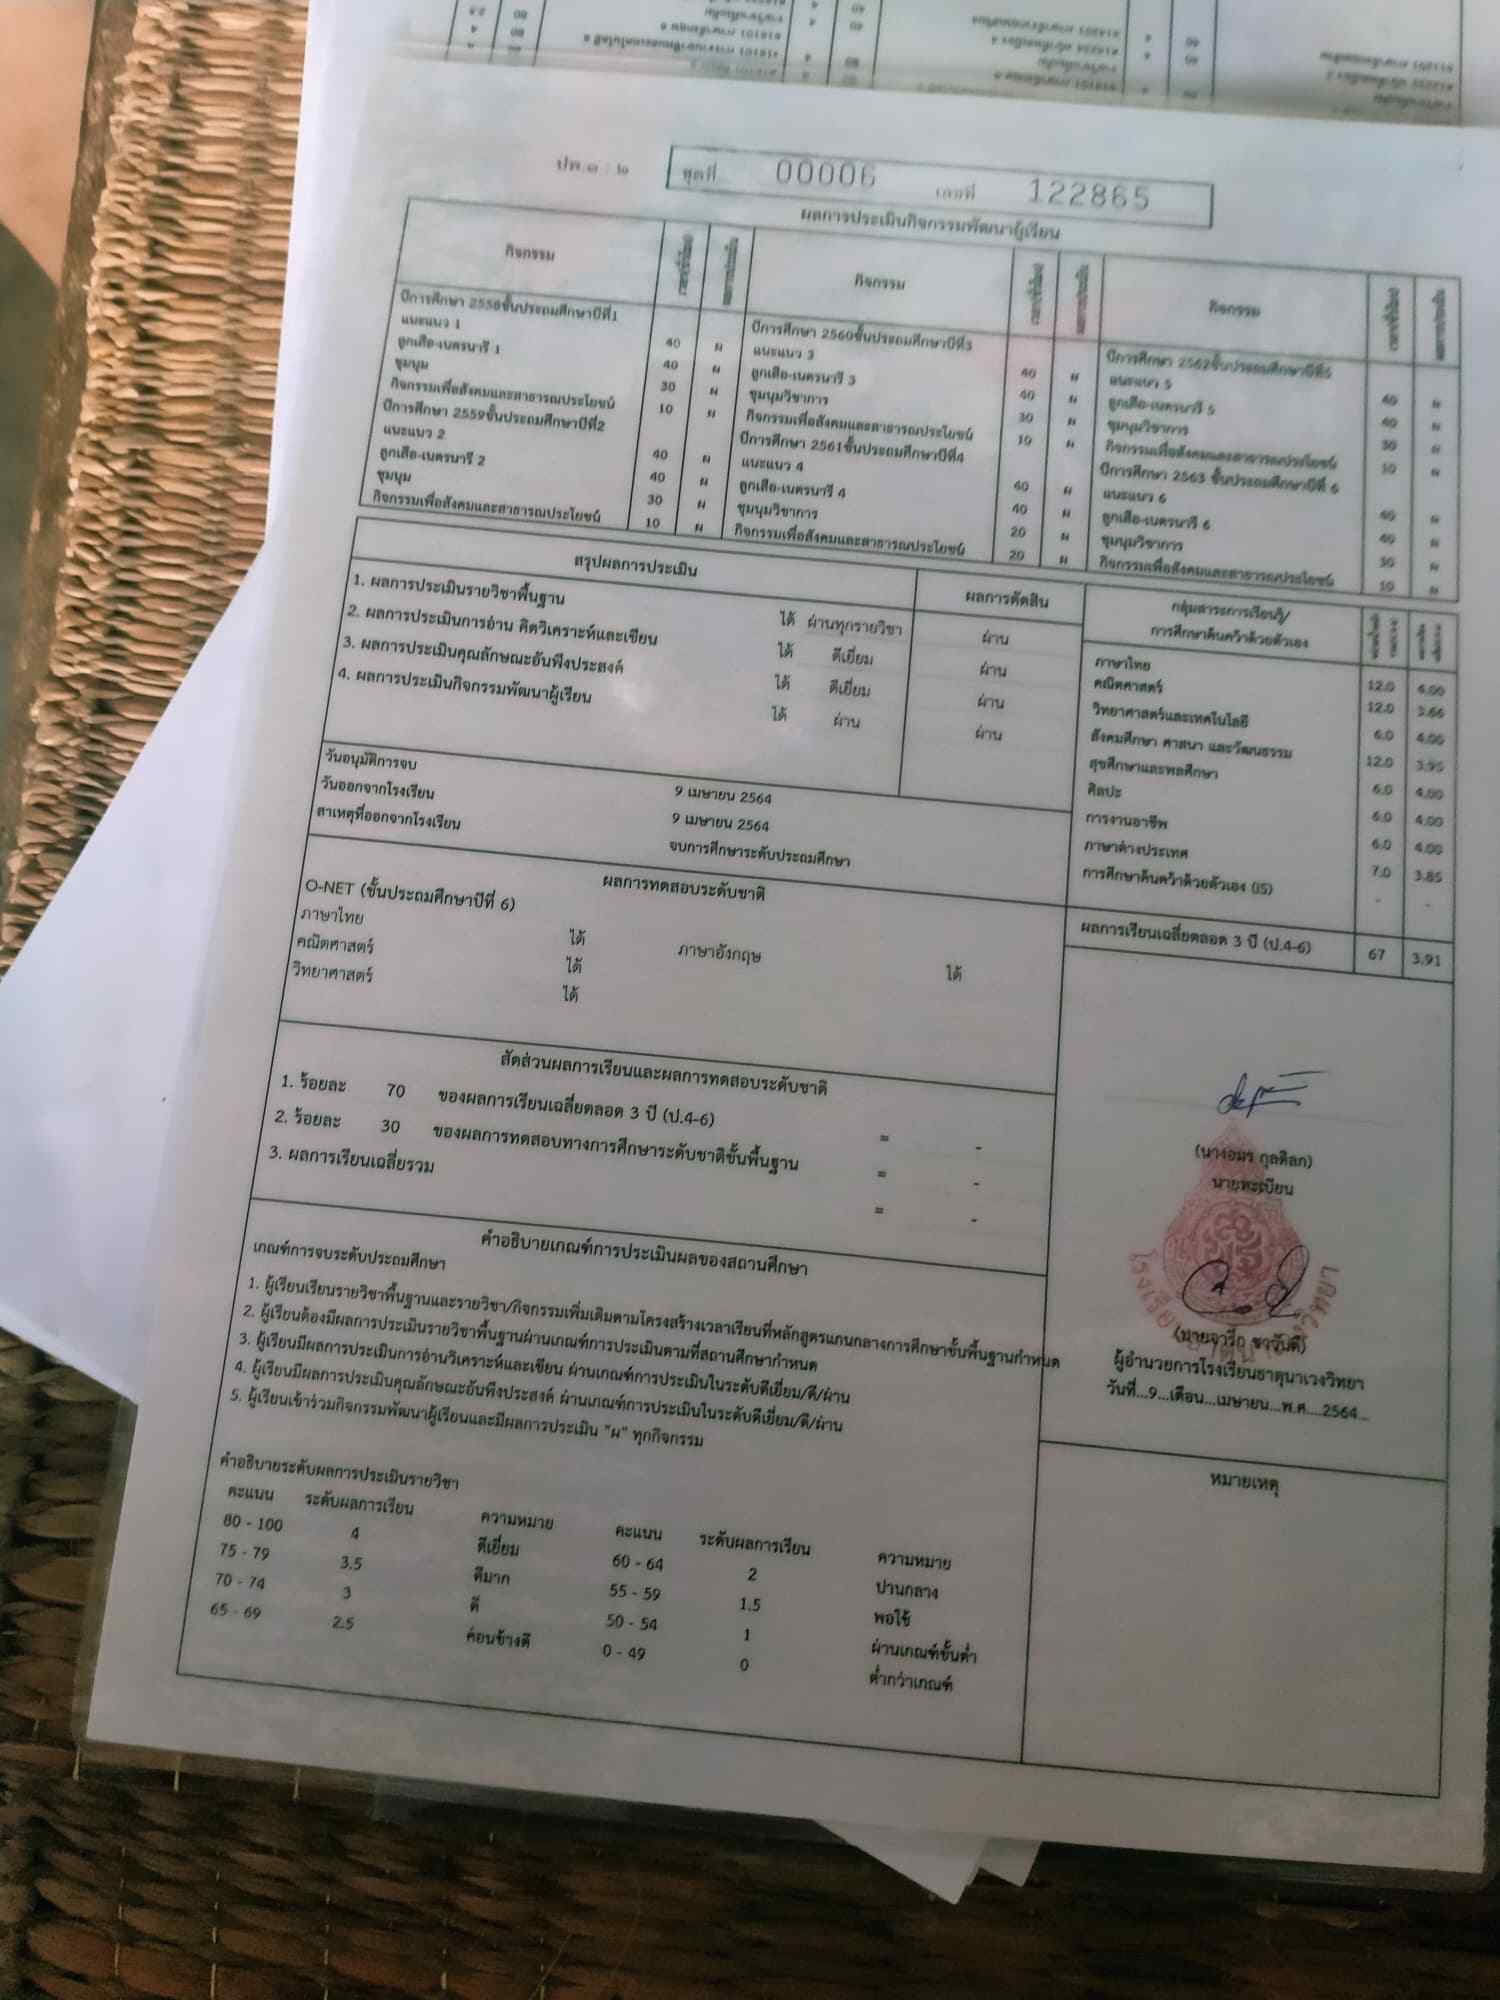 ปพ.๑ : ๒ ชุดที่ 00006 เลขที่ 122865
ผลการประเมินกิจกรรมพัฒนาผู้เรียน
กิจกรรม เวลา(ชั่วโมง) ผลการประเมิน
ปีการศึกษา 2558ชั้นประถมศึกษาปีที่1
แนะแนว 1 40 ผ
ลูกเสือ-เนตรนารี 1 40 ผ
ชุมนุม 30 ผ
กิจกรรมเพื่อสังคมและสาธารณประโยชน์ 10 ผ
ปีการศึกษา 2559ชั้นประถมศึกษาปีที่2
แนะแนว 2 40 ผ
ลูกเสือ-เนตรนารี 2 40 ผ
ชุมนุม 30 ผ
กิจกรรมเพื่อสังคมและสาธารณประโยชน์ 10 ผ
กิจกรรม เวลา(ชั่วโมง) ผลการประเมิน
ปีการศึกษา 2560ชั้นประถมศึกษาปีที่3
แนะแนว 3 40 ผ
ลูกเสือ-เนตรนารี 3 40 ผ
ชุมนุมวิชาการ 30 ผ
กิจกรรมเพื่อสังคมและสาธารณประโยชน์ 10 ผ
ปีการศึกษา 2561ชั้นประถมศึกษาปีที่4
แนะแนว 4 40 ผ
ลูกเสือ-เนตรนารี 4 40 ผ
ชุมนุมวิชาการ 20 ผ
กิจกรรมเพื่อสังคมและสาธารณประโยชน์ 20 ผ
กิจกรรม เวลา(ชั่วโมง) ผลการประเมิน
ปีการศึกษา 2562ชั้นประถมศึกษาปีที่5
แนะแนว 5 40 ผ
ลูกเสือ-เนตรนารี 5 40 ผ
ชุมนุมวิชาการ 30 ผ
กิจกรรมเพื่อสังคมและสาธารณประโยชน์ 10 ผ
ปีการศึกษา 2563 ชั้นประถมศึกษาปีที่ 6
แนะแนว 6 40 ผ
ลูกเสือ-เนตรนารี 6 40 ผ
ชุมนุมวิชาการ 30 ผ
กิจกรรมเพื่อสังคมและสาธารณประโยชน์ 10 ผ
สรุปผลการประเมิน ผลการตัดสิน
1. ผลการประเมินรายวิชาพื้นฐาน ได้ ผ่านทุกรายวิชา ผ่าน
2. ผลการประเมินการอ่าน คิดวิเคราะห์และเขียน ได้ ดีเยี่ยม ผ่าน
3. ผลการประเมินคุณลักษณะอันพึงประสงค์ ได้ ดีเยี่ยม ผ่าน
4. ผลการประเมินกิจกรรมพัฒนาผู้เรียน ได้ ผ่าน ผ่าน
วันอนุมัติการจบ 9 เมษายน 2564
วันออกจากโรงเรียน 9 เมษายน 2564
สาเหตุที่ออกจากโรงเรียน จบการศึกษาระดับประถมศึกษา
กลุ่มสาระการเรียนรู้/
การศึกษาค้นคว้าด้วยตัวเอง
ภาษาไทย 12.0 4.00
คณิตศาสตร์ 12.0 3.66
วิทยาศาสตร์และเทคโนโลยี 6.0 4.00
สังคมศึกษา ศาสนา และวัฒนธรรม 12.0 3.95
สุขศึกษาและพลศึกษา 6.0 4.00
ศิลปะ 6.0 4.00
การงานอาชีพ 6.0 4.00
ภาษาต่างประเทศ 7.0 3.85
การศึกษาค้นคว้าด้วยตัวเอง (IS) - -
ผลการเรียนเฉลี่ยตลอด 3 ปี (ป.4-6) 67 3.91
ผลการทดสอบระดับชาติ
O-NET (ชั้นประถมศึกษาปีที่ 6)
ภาษาไทย ได้ ภาษาอังกฤษ ได้
คณิตศาสตร์ ได้
วิทยาศาสตร์ ได้
สัดส่วนผลการเรียนและผลการทดสอบระดับชาติ
1. ร้อยละ 70 ของผลการเรียนเฉลี่ยตลอด 3 ปี (ป.4-6) = -
2. ร้อยละ 30 ของผลการทดสอบทางการศึกษาระดับชาติขั้นพื้นฐาน = -
3. ผลการเรียนเฉลี่ยรวม = -
(นางอมร กุลดิลก)
นายทะเบียน
(นายจารึก ชาวันดี)
ผู้อำนวยการโรงเรียนธาตุนาเวงวิทยา
วันที่...9...เดือน...เมษายน...พ.ศ....2564...
คำอธิบายเกณฑ์การประเมินผลของสถานศึกษา
เกณฑ์การจบระดับประถมศึกษา
1. ผู้เรียนเรียนรายวิชาพื้นฐานและรายวิชา/กิจกรรมเพิ่มเติมตามโครงสร้างเวลาเรียนที่หลักสูตรแกนกลางการศึกษาขั้นพื้นฐานกำหนด
2. ผู้เรียนต้องมีผลการประเมินรายวิชาพื้นฐานผ่านเกณฑ์การประเมินตามที่สถานศึกษากำหนด
3. ผู้เรียนมีผลการประเมินการอ่านวิเคราะห์และเขียน ผ่านเกณฑ์การประเมินในระดับดีเยี่ยม/ดี/ผ่าน
4. ผู้เรียนมีผลการประเมินคุณลักษณะอันพึงประสงค์ ผ่านเกณฑ์การประเมินในระดับดีเยี่ยม/ดี/ผ่าน
5. ผู้เรียนเข้าร่วมกิจกรรมพัฒนาผู้เรียนและมีผลการประเมิน "ผ" ทุกกิจกรรม
คำอธิบายระดับผลการประเมินรายวิชา
คะแนน ระดับผลการเรียน ความหมาย คะแนน ระดับผลการเรียน ความหมาย
80 - 100 4 ดีเยี่ยม 60 - 64 2 ปานกลาง
75 - 79 3.5 ดีมาก 55 - 59 1.5 พอใช้
70 - 74 3 ดี 50 - 54 1 ผ่านเกณฑ์ขั้นต่ำ
65 - 69 2.5 ค่อนข้างดี 0 - 49 0 ต่ำกว่าเกณฑ์
หมายเหตุ